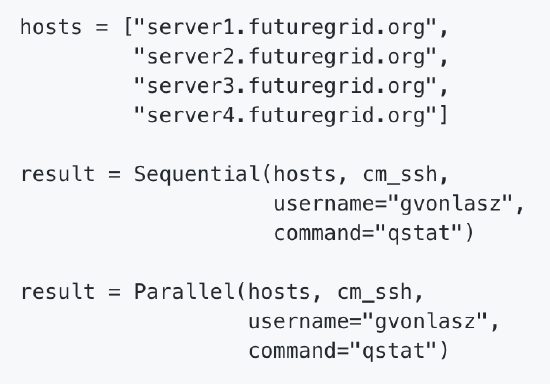 hosts = ["server1.futuregrid.org",
         "server2.futuregrid.org",
         "server3.futuregrid.org",
         "server4.futuregrid.org"]

result = Sequential(hosts, cm_ssh,
                    username="gvonlasz",
                    command="qstat")

result = Parallel(hosts, cm_ssh,
                  username="gvonlasz",
                  command="qstat")